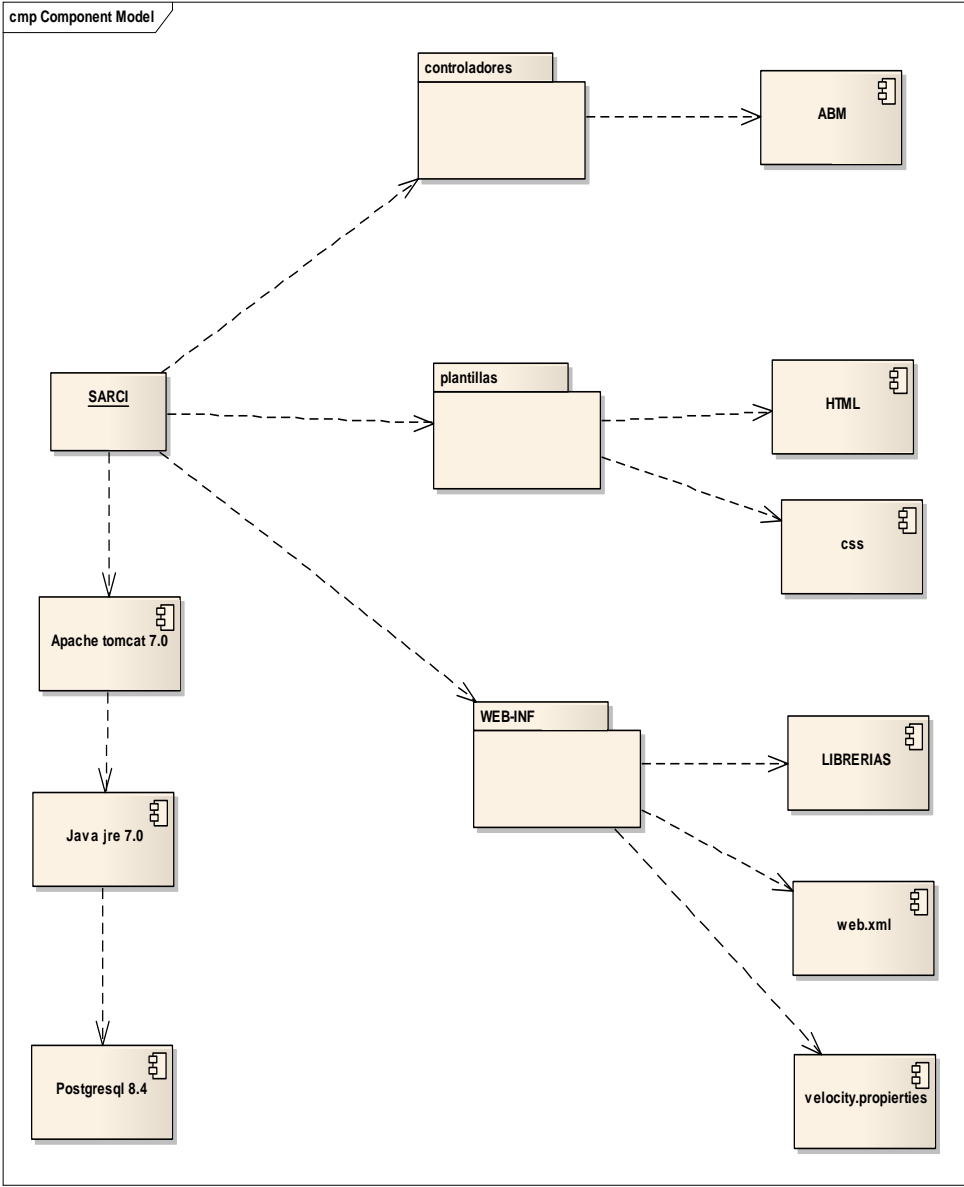 cmp Component Model
controladores
ABM
SARCI
plantillas
HTML
css
Apache tomcat 7.0
WEB-INF
LIBRERIAS
Java jre 7.0
web.xml
Postgresql 8.4
velocity.propierties